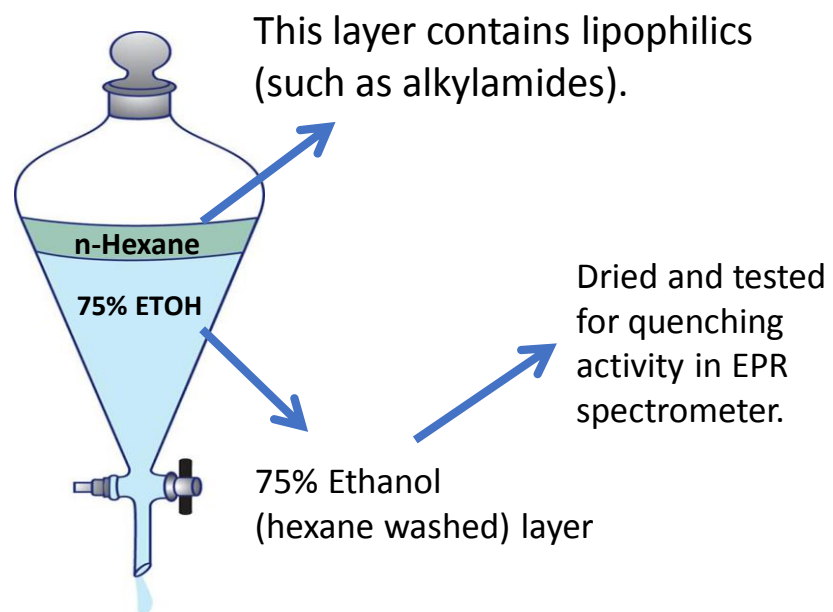 This layer contains lipophilics
(such as alkylamides).
n-Hexane
75% ETOH
Dried and tested
for quenching
activity in EPR
spectrometer.
75% Ethanol
(hexane washed) layer